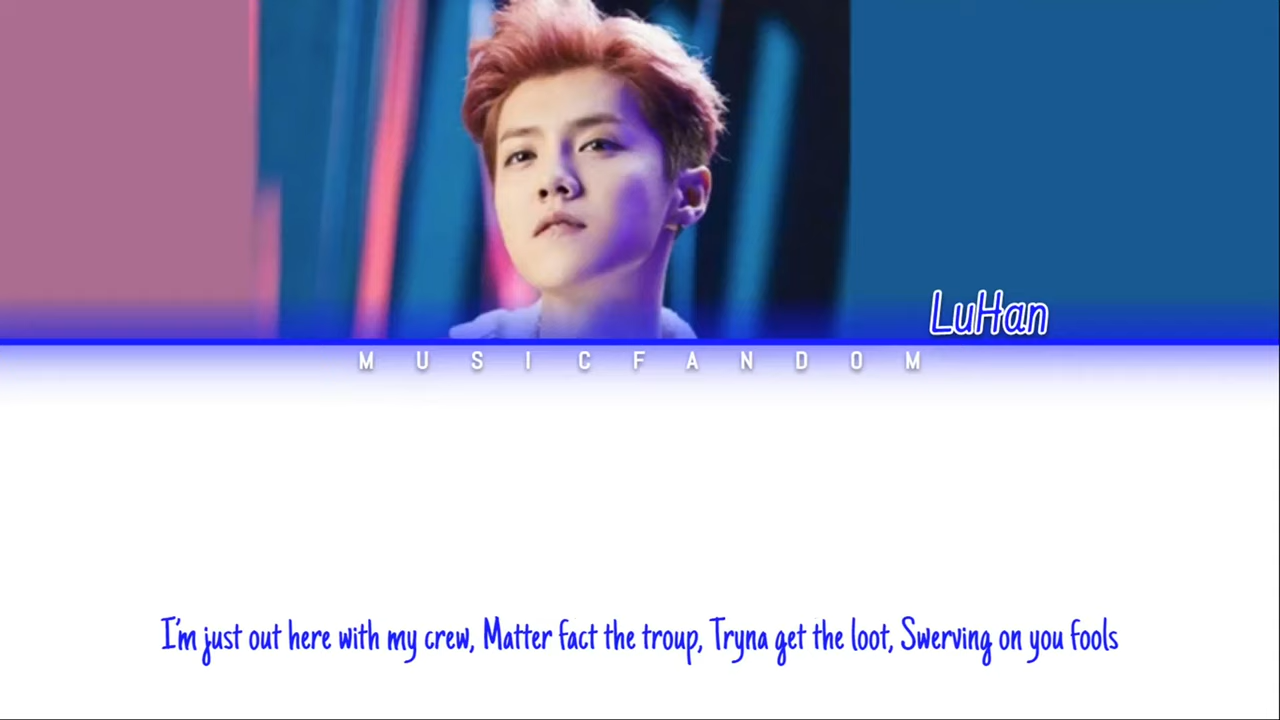 LuHan
MUSICFANDOM
I'm just out here with my crew, Matter fact the troup, Tryna get the loot, Swerving on you fools